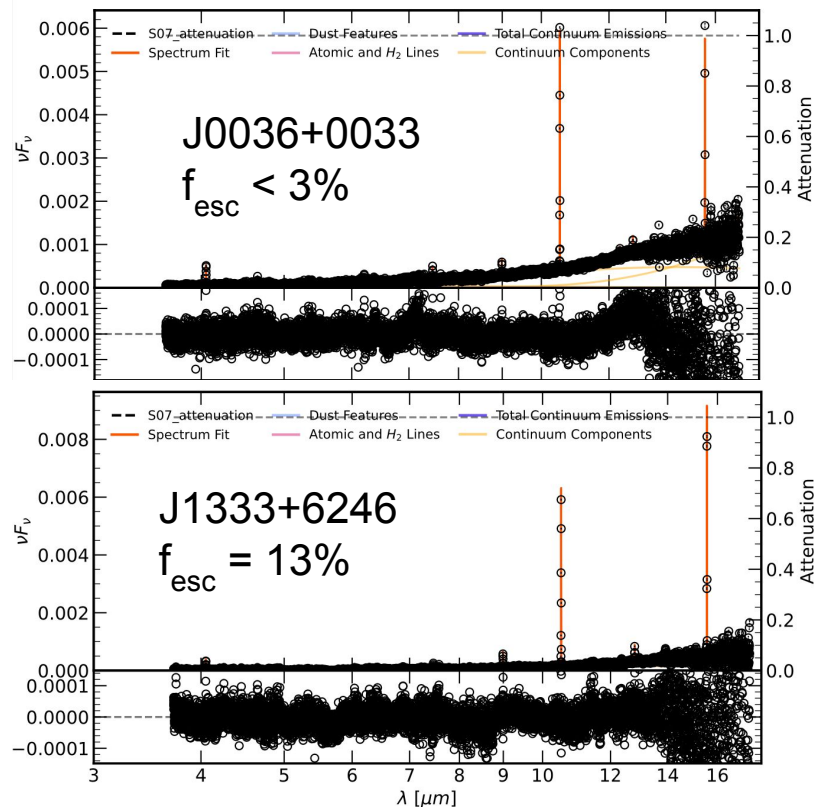 S07_attenuation Dust Features Total Continuum Emissions
Spectrum Fit Atomic and H₂ Lines Continuum Components
J0036+0033
f_esc < 3%
νFν
0.006
0.005
0.004
0.003
0.002
0.001
0.000
1.0
0.8
0.6
0.4
0.2
0.0
Attenuation
0.0001
0.0000
−0.0001
S07_attenuation Dust Features Total Continuum Emissions
Spectrum Fit Atomic and H₂ Lines Continuum Components
J1333+6246
f_esc = 13%
νFν
0.008
0.006
0.004
0.002
0.000
1.0
0.8
0.6
0.4
0.2
0.0
Attenuation
0.0001
0.0000
−0.0001
3 4 5 6 7 8 9 10 12 14 16
λ [μm]